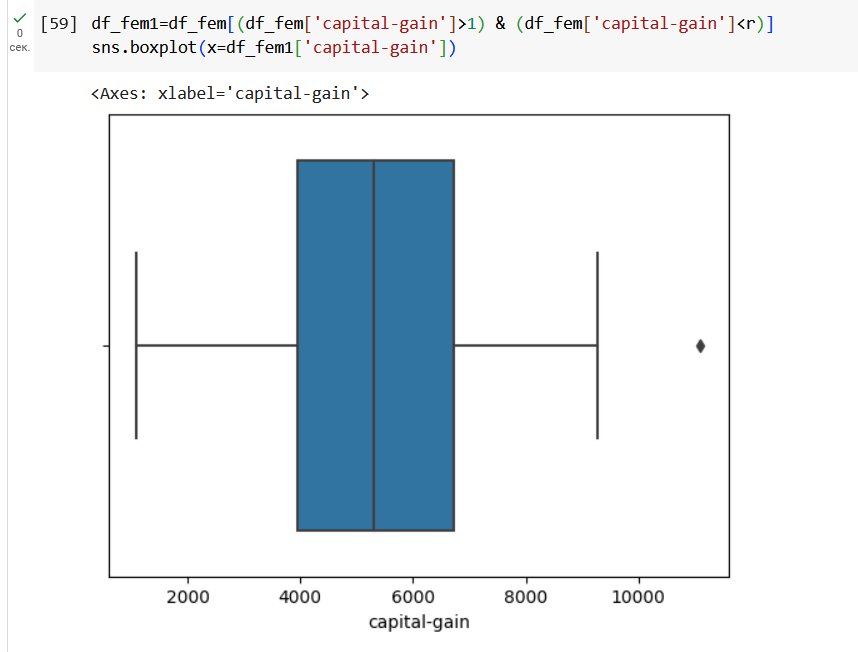 [59] df_fem1=df_fem[(df_fem['capital-gain']>1) & (df_fem['capital-gain']<r)]
0
сек.
sns.boxplot(x=df_fem1['capital-gain'])
<Axes: xlabel='capital-gain'>
2000 4000 6000 8000 10000
capital-gain